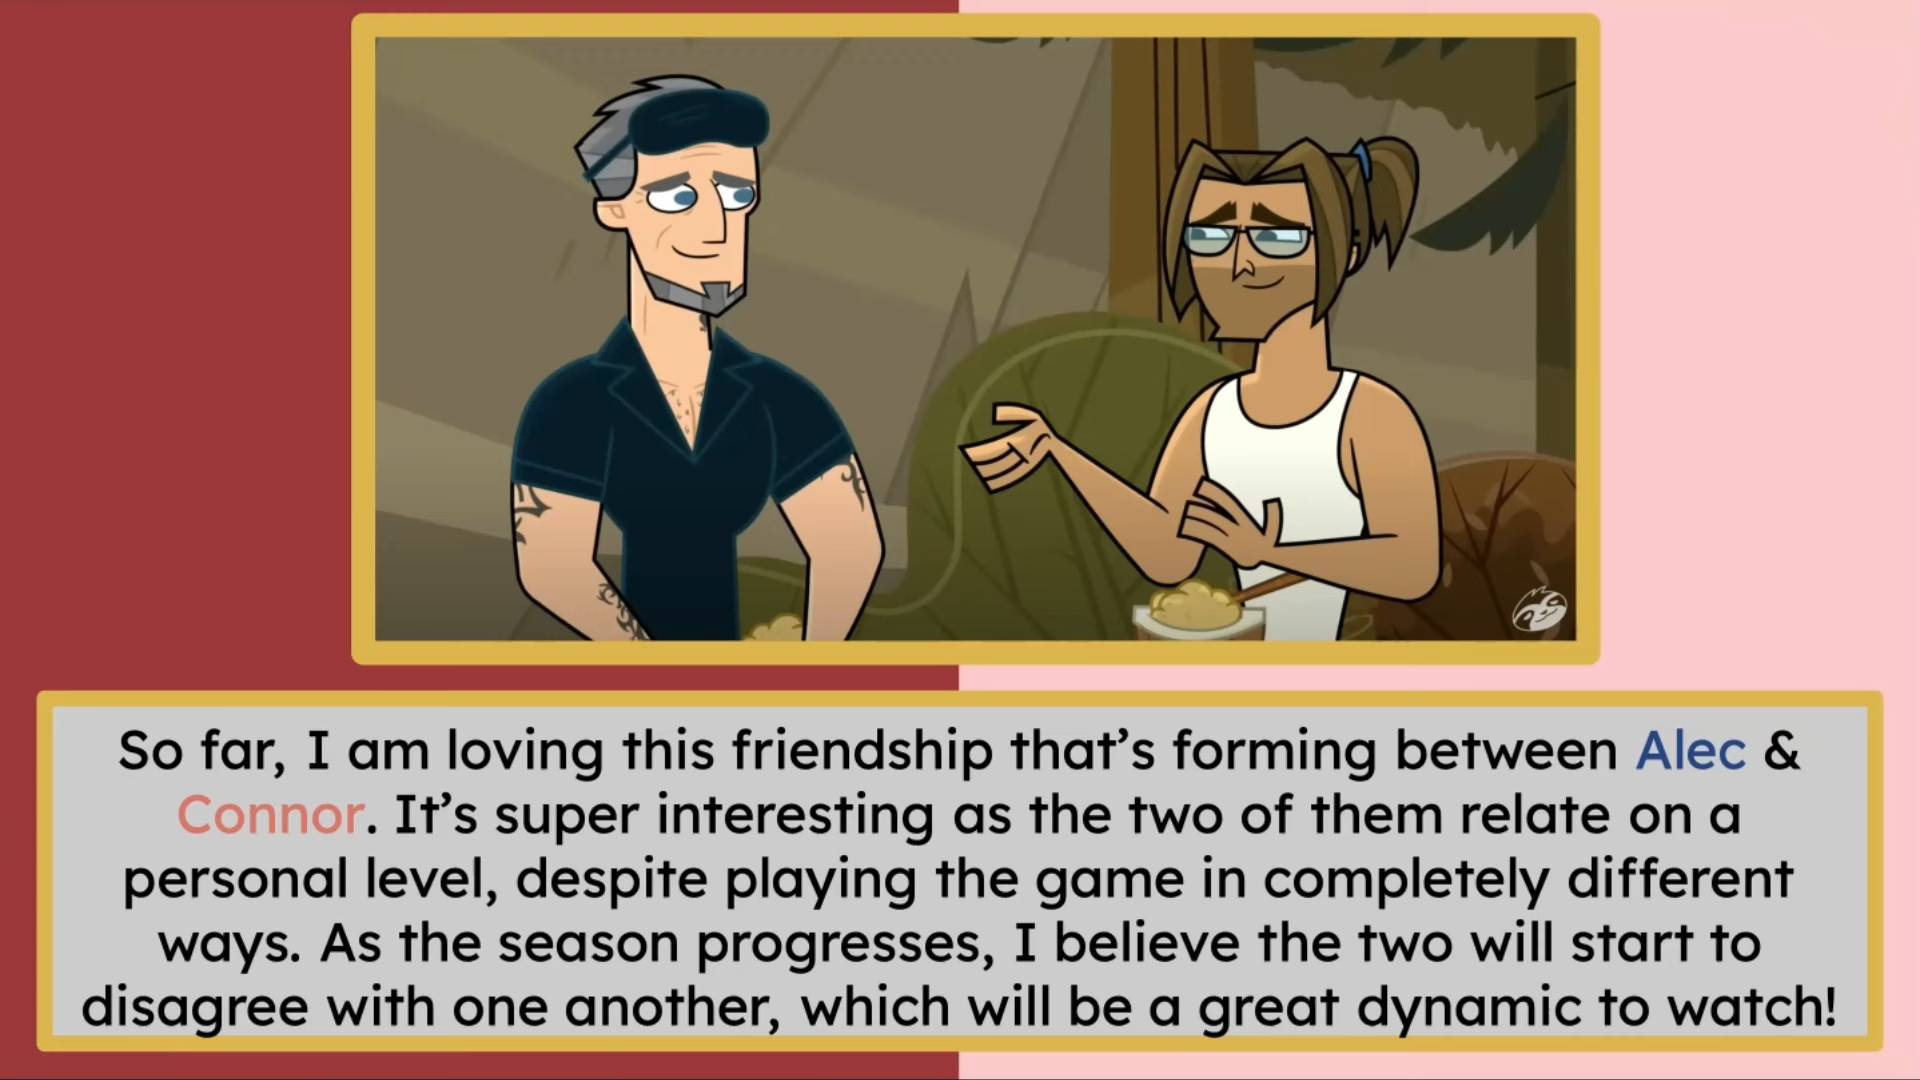 So far, I am loving this friendship that's forming between Alec &
Connor. It's super interesting as the two of them relate on a
personal level, despite playing the game in completely different
ways. As the season progresses, I believe the two will start to
disagree with one another, which will be a great dynamic to watch!